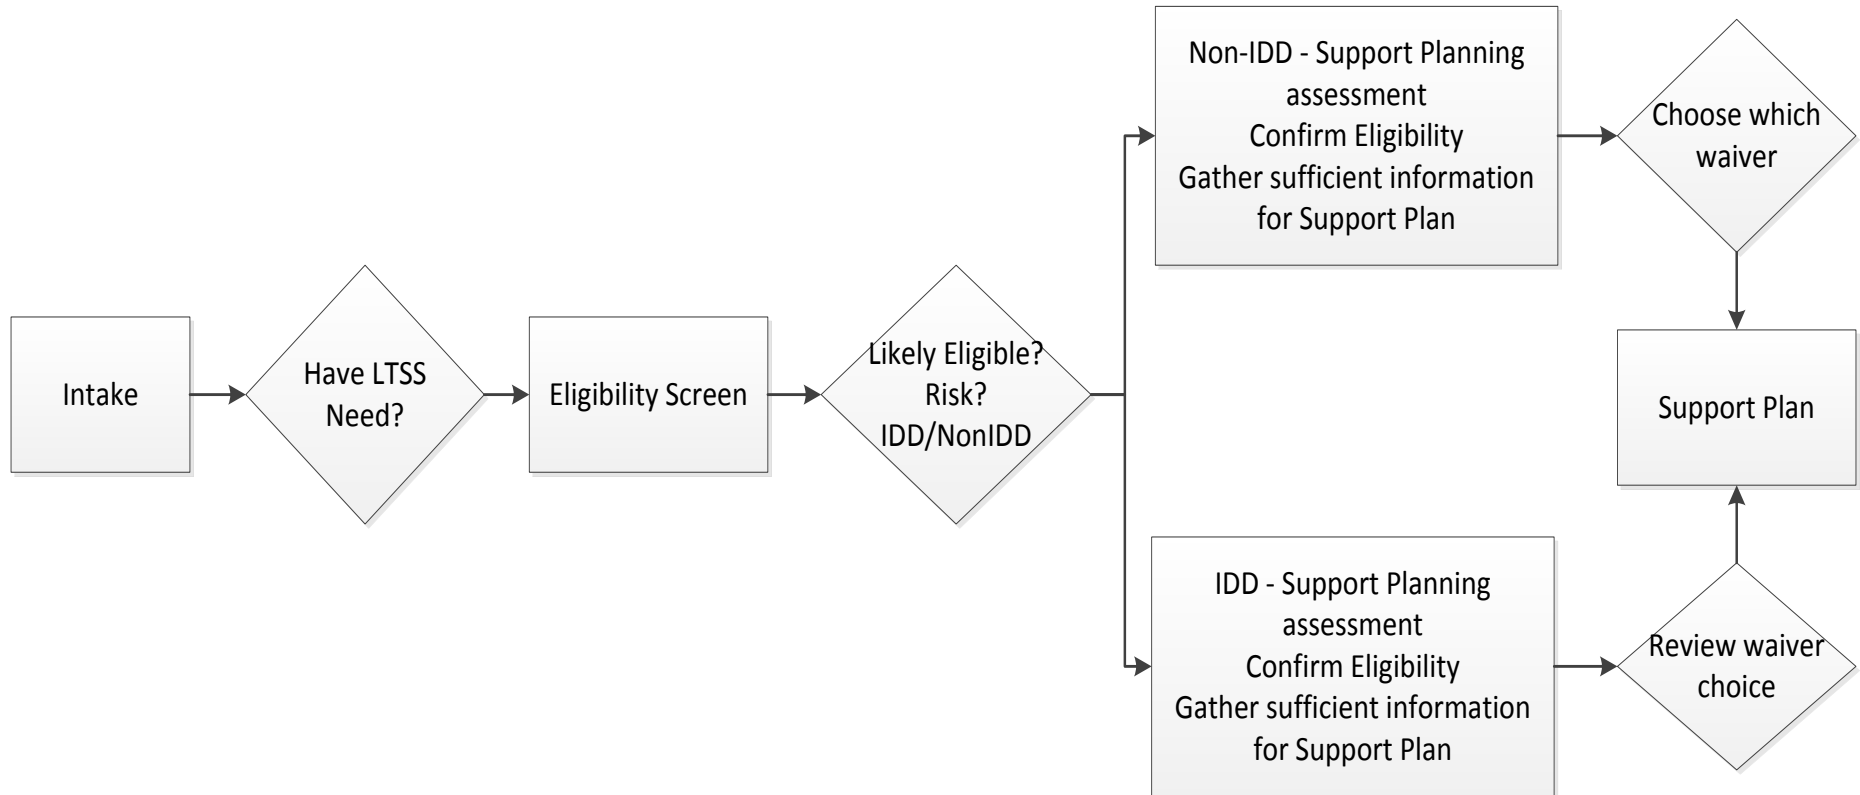 Intake
Have LTSS
Need?
Eligibility Screen
Likely Eligible?
Risk?
IDD/NonIDD
Non-IDD - Support Planning
assessment
Confirm Eligibility
Gather sufficient information
for Support Plan
Choose which
waiver
Support Plan
IDD - Support Planning
assessment
Confirm Eligibility
Gather sufficient information
for Support Plan
Review waiver
choice